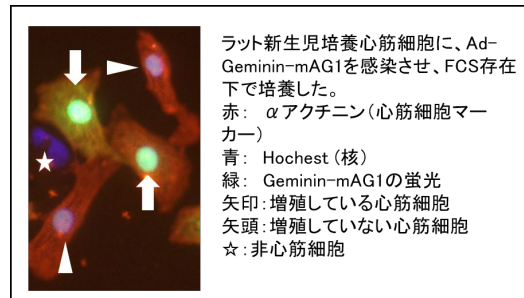 ラット新生児培養心筋細胞に、Ad-
Geminin-mAG1を感染させ、FCS存在
下で培養した。
赤： αアクチニン（心筋細胞マー
カー）
青： Hochest (核)
緑： Geminin-mAG1の蛍光
矢印：増殖している心筋細胞
矢頭：増殖していない心筋細胞
☆：非心筋細胞